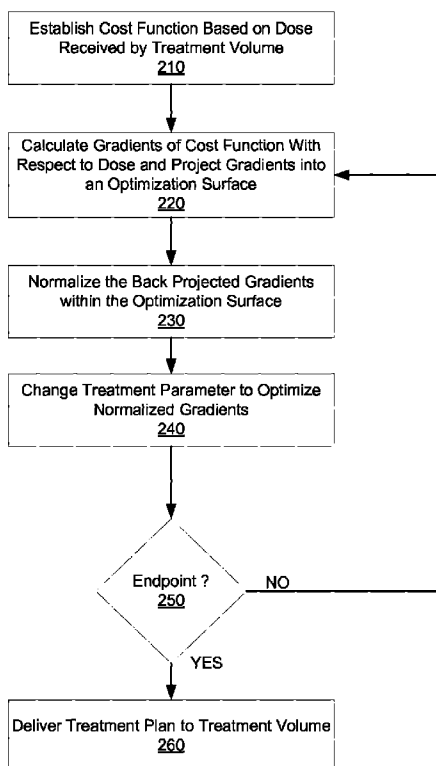 Establish Cost Function Based on Dose
Received by Treatment Volume
210
Calculate Gradients of Cost Function With
Respect to Dose and Project Gradients into
an Optimization Surface
220
Normalize the Back Projected Gradients
within the Optimization Surface
230
Change Treatment Parameter to Optimize
Normalized Gradients
240
Endpoint ?
250
NO
YES
Deliver Treatment Plan to Treatment Volume
260